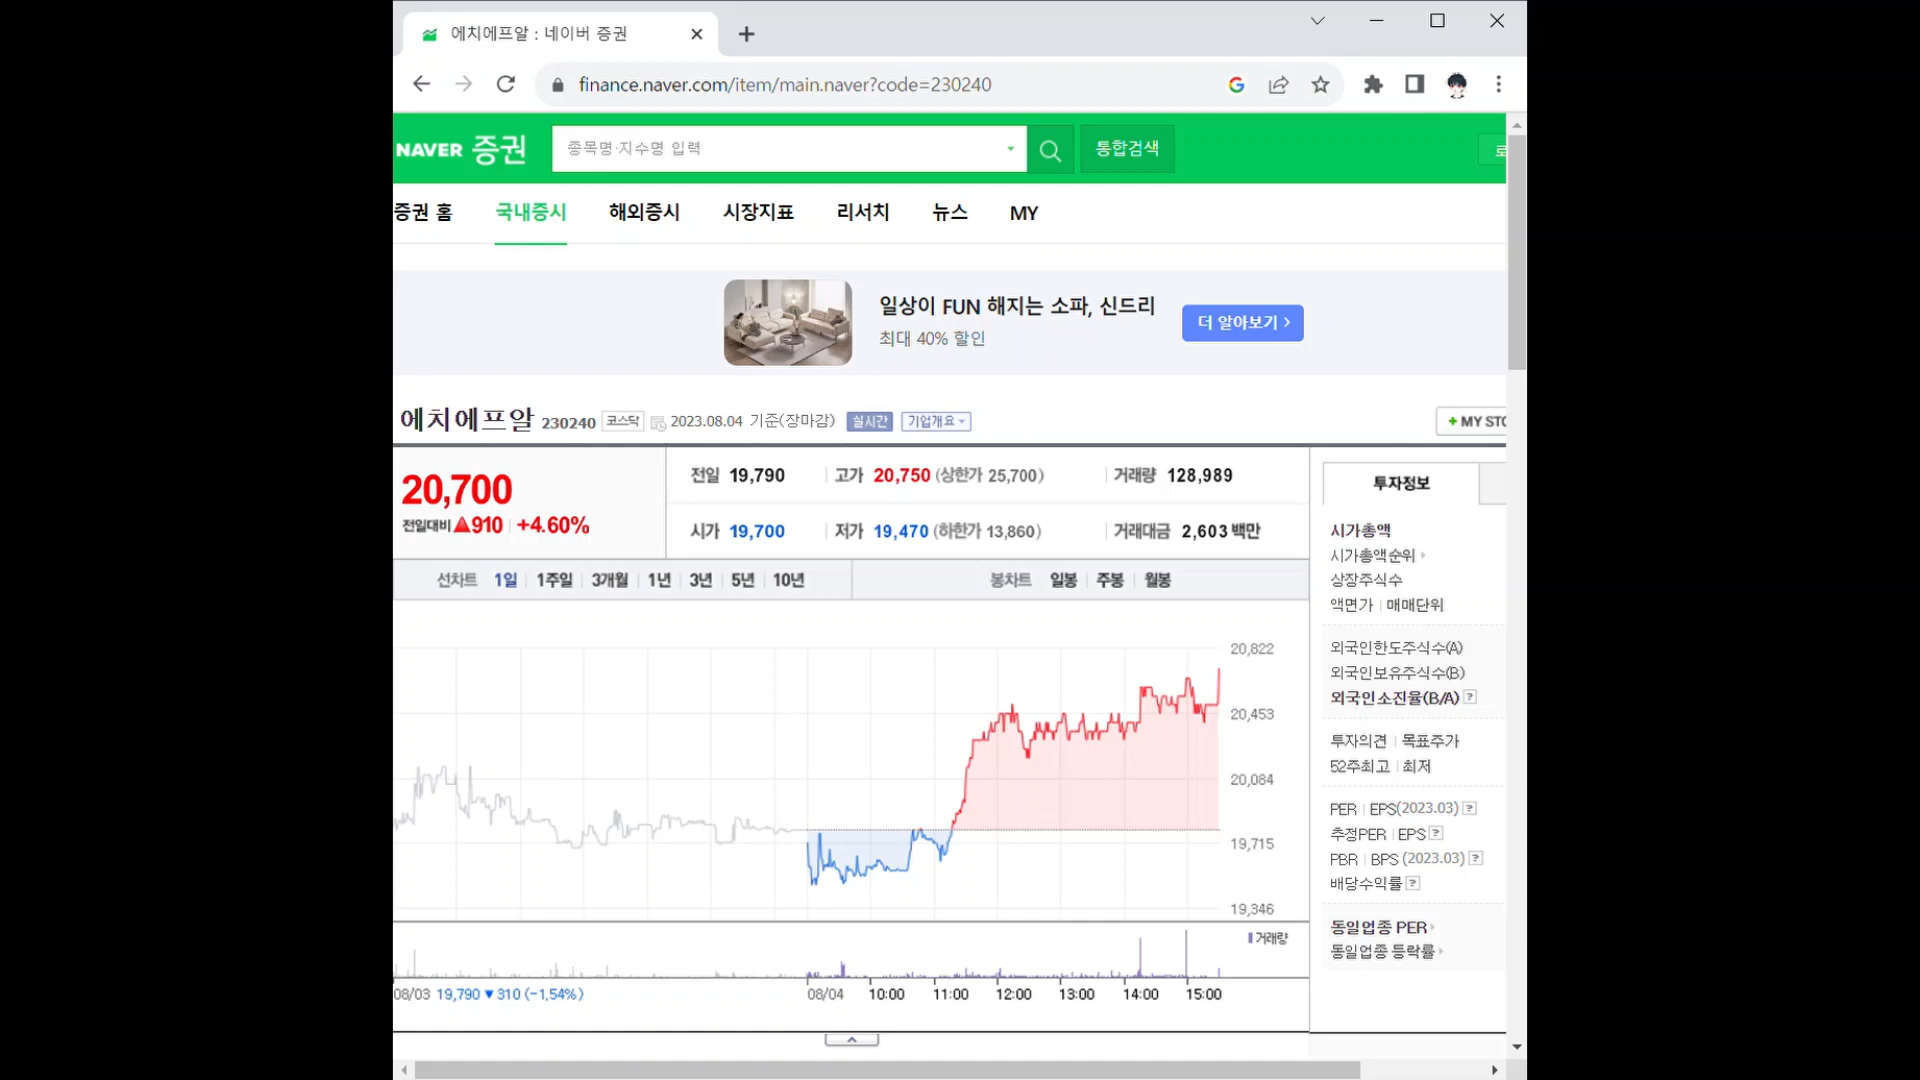 에치에프알 : 네이버 증권
finance.naver.com/item/main.naver?code=230240
NAVER 증권
종목명·지수명 입력
통합검색
증권 홈 국내증시 해외증시 시장지표 리서치 뉴스 MY
일상이 FUN 해지는 소파, 신드리
최대 40% 할인
더 알아보기 >
에치에프알 230240 코스닥 2023.08.04 기준(장마감) 실시간 기업개요
+ MY STO
20,700
전일대비 ▲910 | +4.60%
전일 19,790 | 고가 20,750 (상한가 25,700) | 거래량 128,989
시가 19,700 | 저가 19,470 (하한가 13,860) | 거래대금 2,603 백만
선차트 1일 | 1주일 | 3개월 | 1년 | 3년 | 5년 | 10년
봉차트 일봉 | 주봉 | 월봉
20,822
20,453
20,084
19,715
19,346
거래량
08/03 19,790 ▼ 310 (-1.54%)
08/04 10:00 11:00 12:00 13:00 14:00 15:00
투자정보
시가총액
시가총액순위
상장주식수
액면가 | 매매단위
외국인한도주식수(A)
외국인보유주식수(B)
외국인소진율(B/A) ?
투자의견 | 목표주가
52주최고 | 최저
PER | EPS(2023.03) ?
추정PER | EPS ?
PBR | BPS (2023.03) ?
배당수익률 ?
동일업종 PER
동일업종 등락률